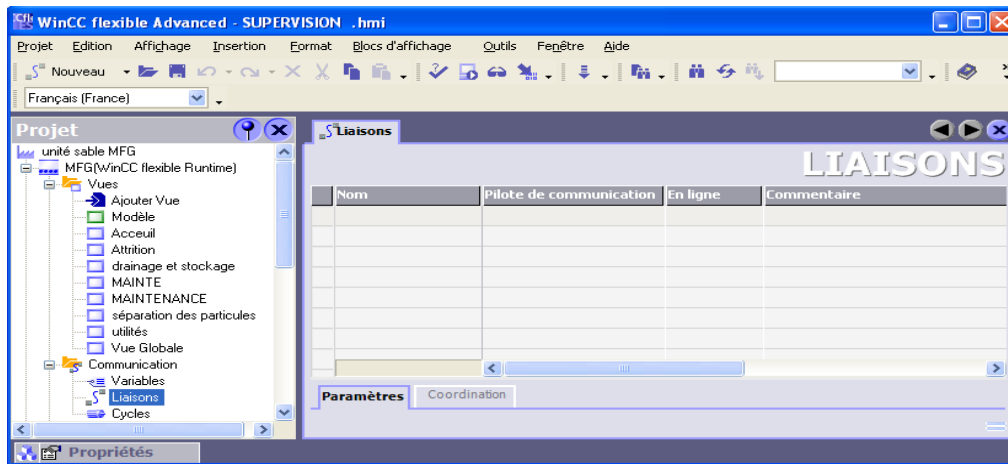 WinCC flexible Advanced - SUPERVISION .hmi
Projet Edition Affichage Insertion Format Blocs d'affichage Outils Fenêtre Aide
Nouveau
Français (France)
Projet
Liaisons
unité sable MFG
LIAISONS
MFG(WinCC flexible Runtime)
Vues
Nom Pilote de communication En ligne Commentaire
Ajouter Vue
Modèle
Acceuil
Attrition
drainage et stockage
MAINTE
MAINTENANCE
séparation des particules
utilités
Vue Globale
Communication
Variables
Liaisons
Cycles
Paramètres Coordination
Propriétés